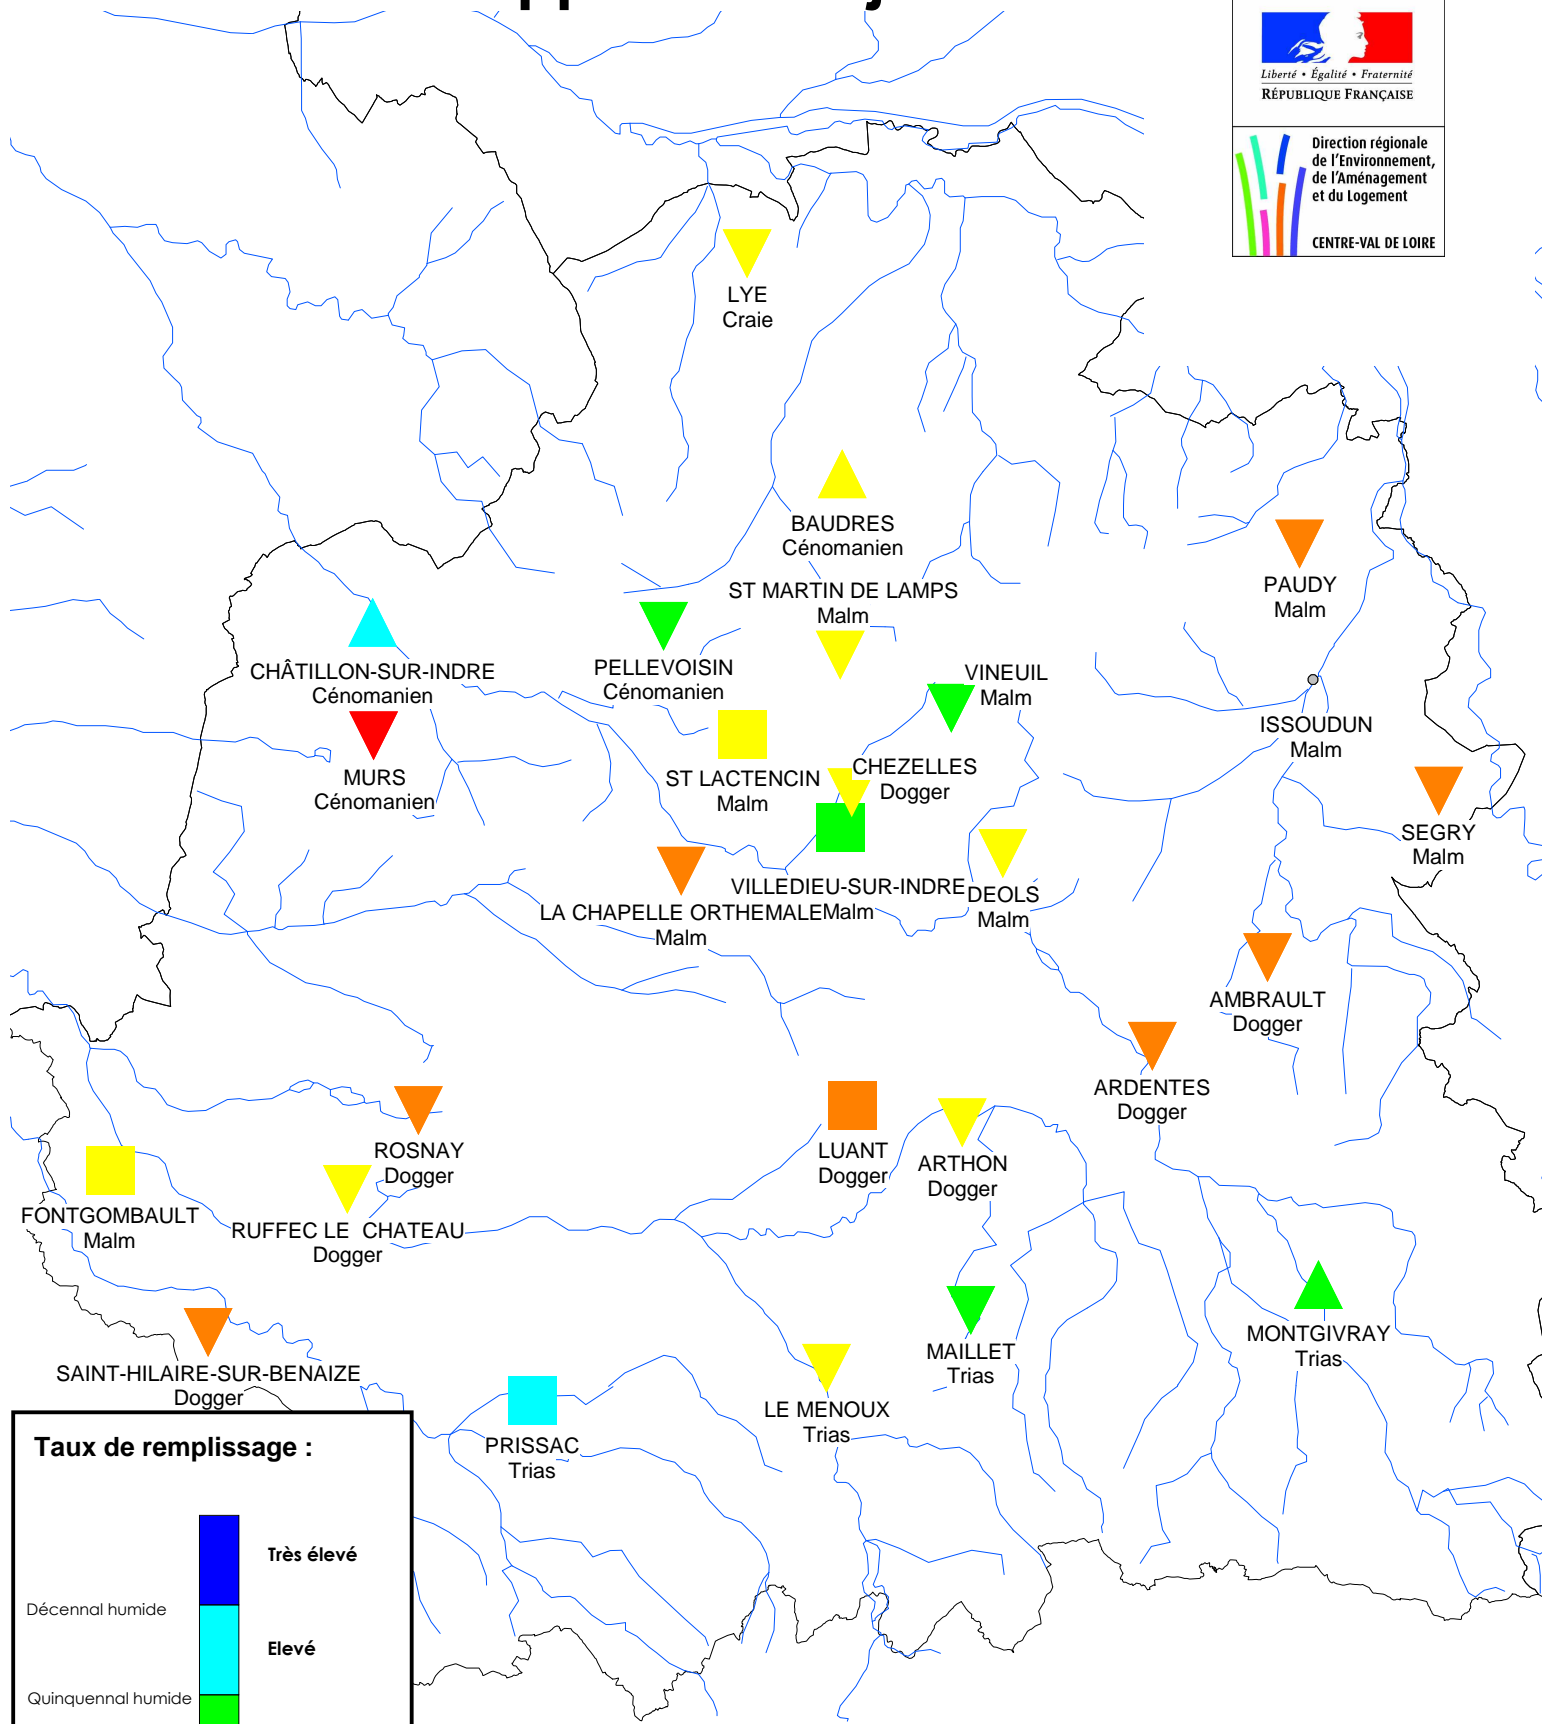 Liberté • Égalité • Fraternité
RÉPUBLIQUE FRANÇAISE
Direction régionale
de l'Environnement,
de l'Aménagement
et du Logement
CENTRE-VAL DE LOIRE
LYE
Craie
BAUDRES
Cénomanien
ST MARTIN DE LAMPS
Malm
PAUDY
Malm
CHÂTILLON-SUR-INDRE
Cénomanien
PELLEVOISIN
Cénomanien
VINEUIL
Malm
ISSOUDUN
Malm
MURS
Cénomanien
ST LACTENCIN
Malm
CHEZELLES
Dogger
SEGRY
Malm
VILLEDIEU-SUR-INDRE
Malm
DEOLS
Malm
LA CHAPELLE ORTHEMALE
Malm
AMBRAULT
Dogger
ARDENTES
Dogger
ROSNAY
Dogger
LUANT
Dogger
ARTHON
Dogger
FONTGOMBAULT
Malm
RUFFEC LE CHATEAU
Dogger
MONTGIVRAY
Trias
MAILLET
Trias
SAINT-HILAIRE-SUR-BENAIZE
Dogger
LE MENOUX
Trias
PRISSAC
Trias
Taux de remplissage :
Très élevé
Décennal humide
Elevé
Quinquennal humide